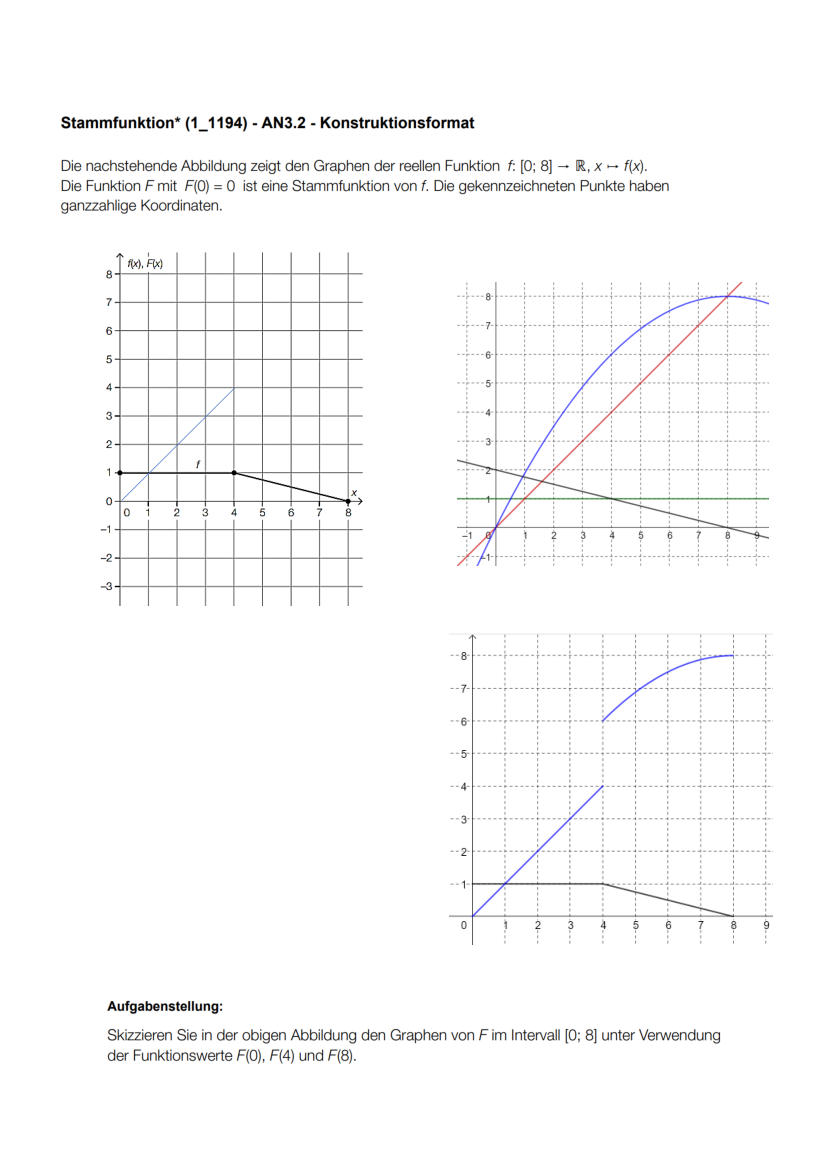 Stammfunktion* (1_1194) - AN3.2 - Konstruktionsformat
Die nachstehende Abbildung zeigt den Graphen der reellen Funktion f: [0; 8] → ℝ, x ↦ f(x).
Die Funktion F mit F(0) = 0 ist eine Stammfunktion von f. Die gekennzeichneten Punkte haben
ganzzahlige Koordinaten.
f(x), F(x)
8
7
6
5
4
3
2
1
0
–1
–2
–3
f
x
0 1 2 3 4 5 6 7 8
8
7
6
5
4
3
2
1
–1 0 1 2 3 4 5 6 7 8 9
–1
8
7
6
5
4
3
2
1
0 1 2 3 4 5 6 7 8 9
Aufgabenstellung:
Skizzieren Sie in der obigen Abbildung den Graphen von F im Intervall [0; 8] unter Verwendung
der Funktionswerte F(0), F(4) und F(8).